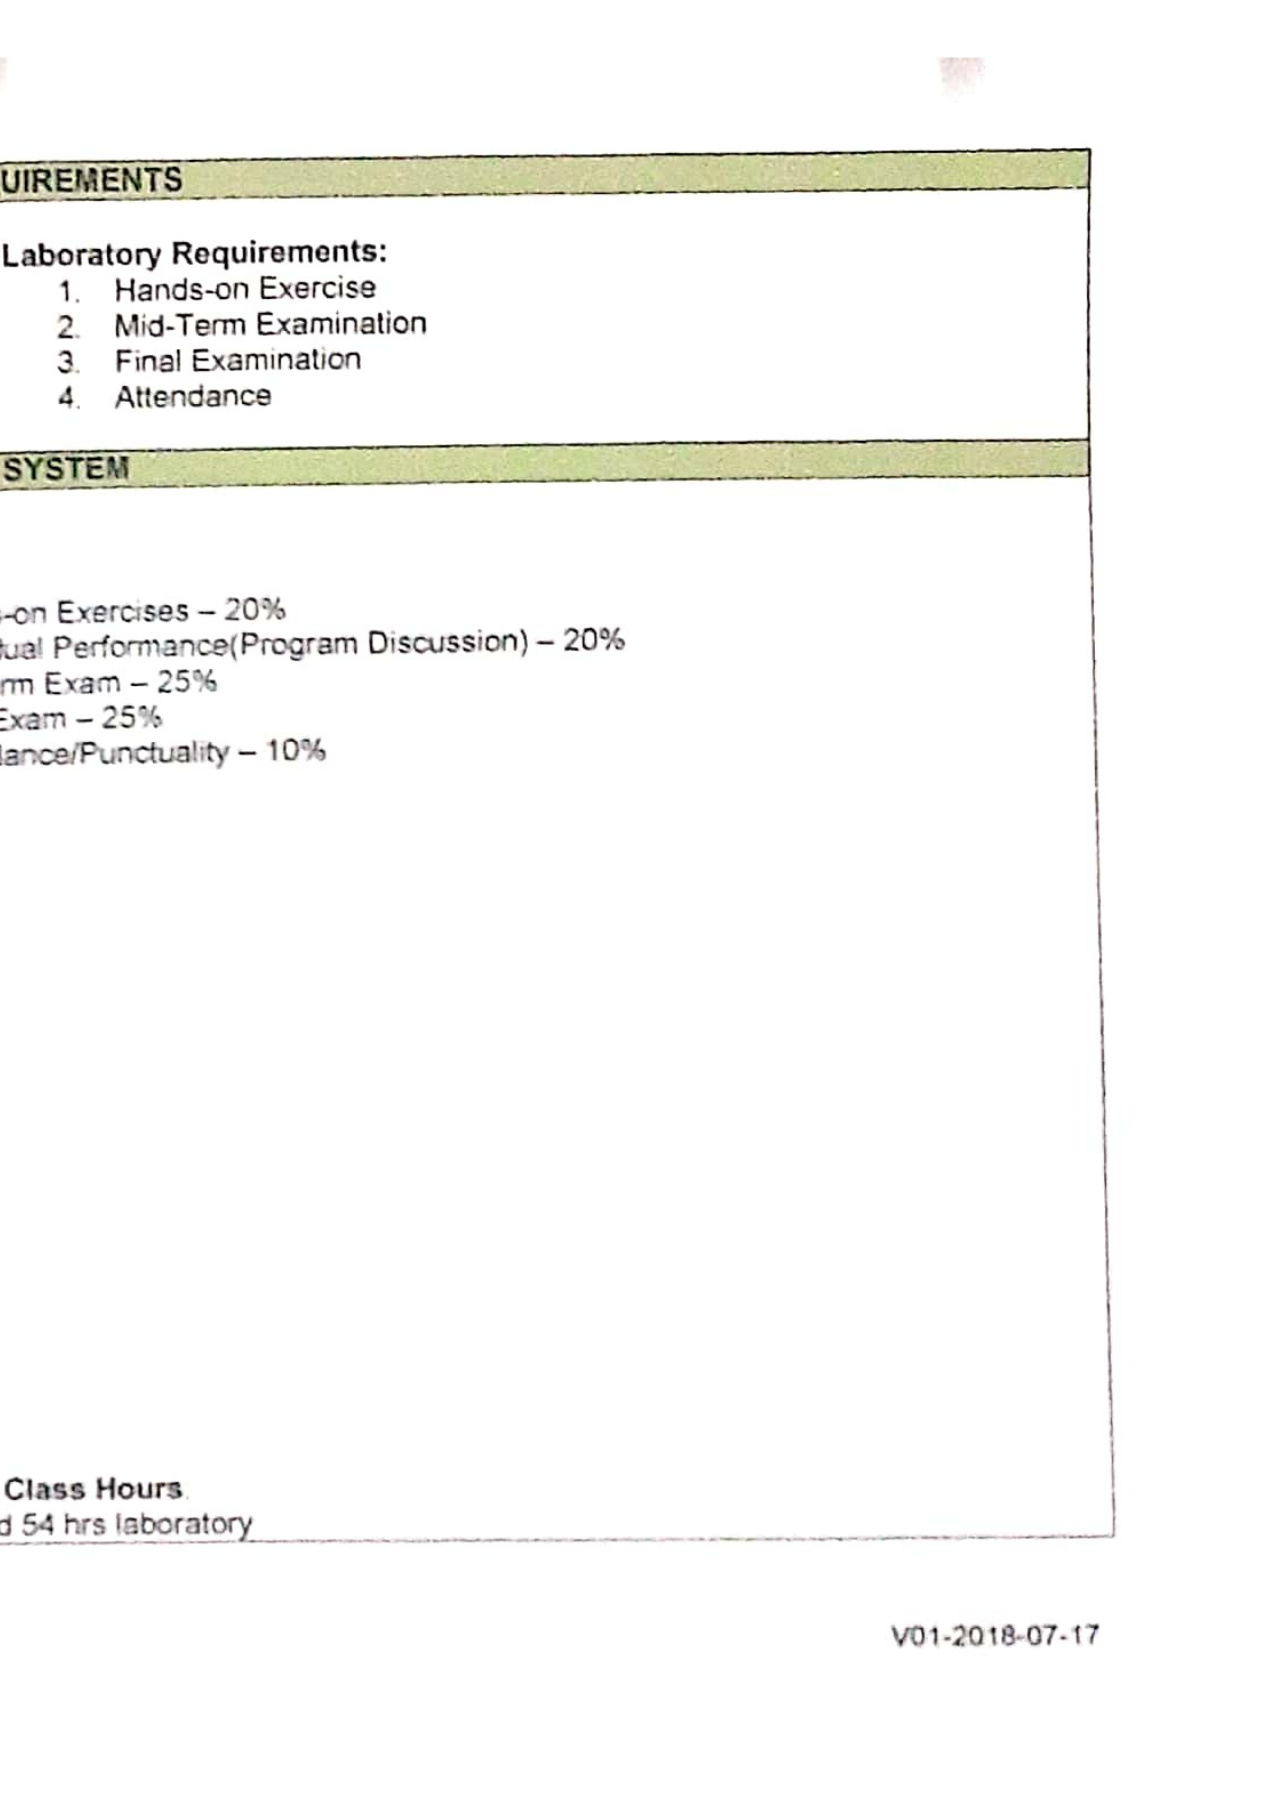 UIREMENTS
Laboratory Requirements:
1. Hands-on Exercise
2. Mid-Term Examination
3. Final Examination
4. Attendance
SYSTEM
-on Exercises – 20%
tual Performance(Program Discussion) – 20%
rm Exam – 25%
Exam – 25%
lance/Punctuality – 10%
Class Hours
d 54 hrs laboratory
V01-2018-07-17